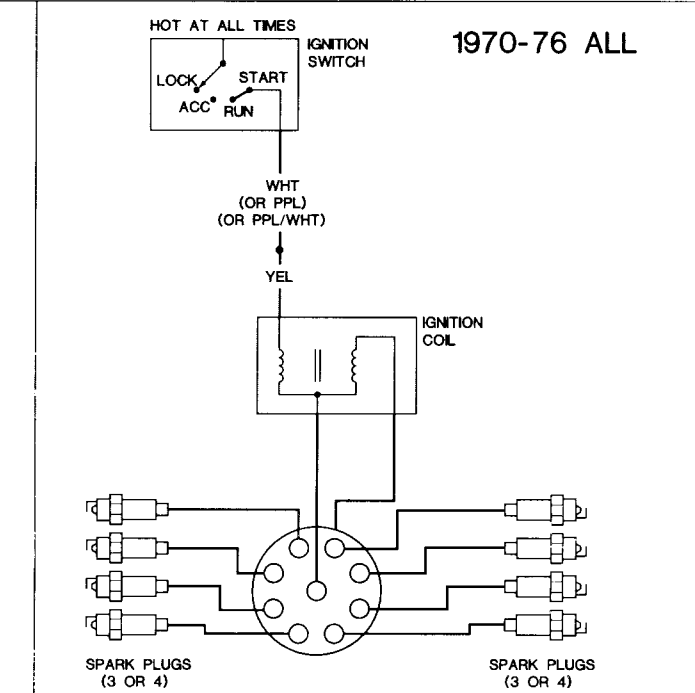 HOT AT ALL TIMES
1970-76 ALL
IGNITION
SWITCH
LOCK
START
ACC
RUN
WHT
(OR PPL)
(OR PPL/WHT)
YEL
IGNITION
COIL
SPARK PLUGS
(3 OR 4)
SPARK PLUGS
(3 OR 4)